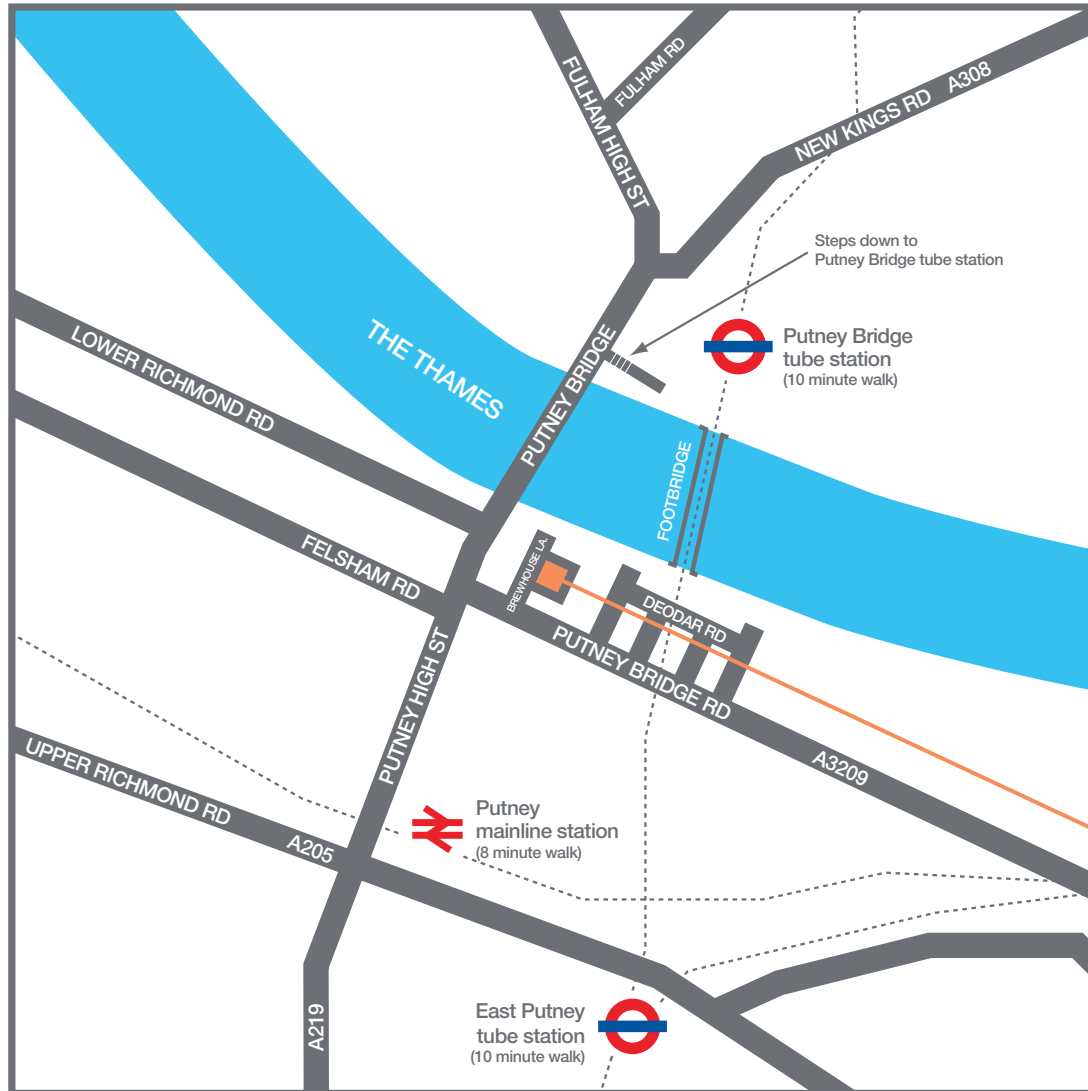 FULHAM RD
FULHAM HIGH ST
NEW KINGS RD A308
Steps down to
Putney Bridge tube station
Putney Bridge
tube station
(10 minute walk)
THE THAMES
PUTNEY BRIDGE
LOWER RICHMOND RD
FOOTBRIDGE
FELSHAM RD
BREWHOUSE LA.
DEODAR RD
PUTNEY BRIDGE RD
A3209
PUTNEY HIGH ST
UPPER RICHMOND RD
A205
Putney
mainline station
(8 minute walk)
A219
East Putney
tube station
(10 minute walk)